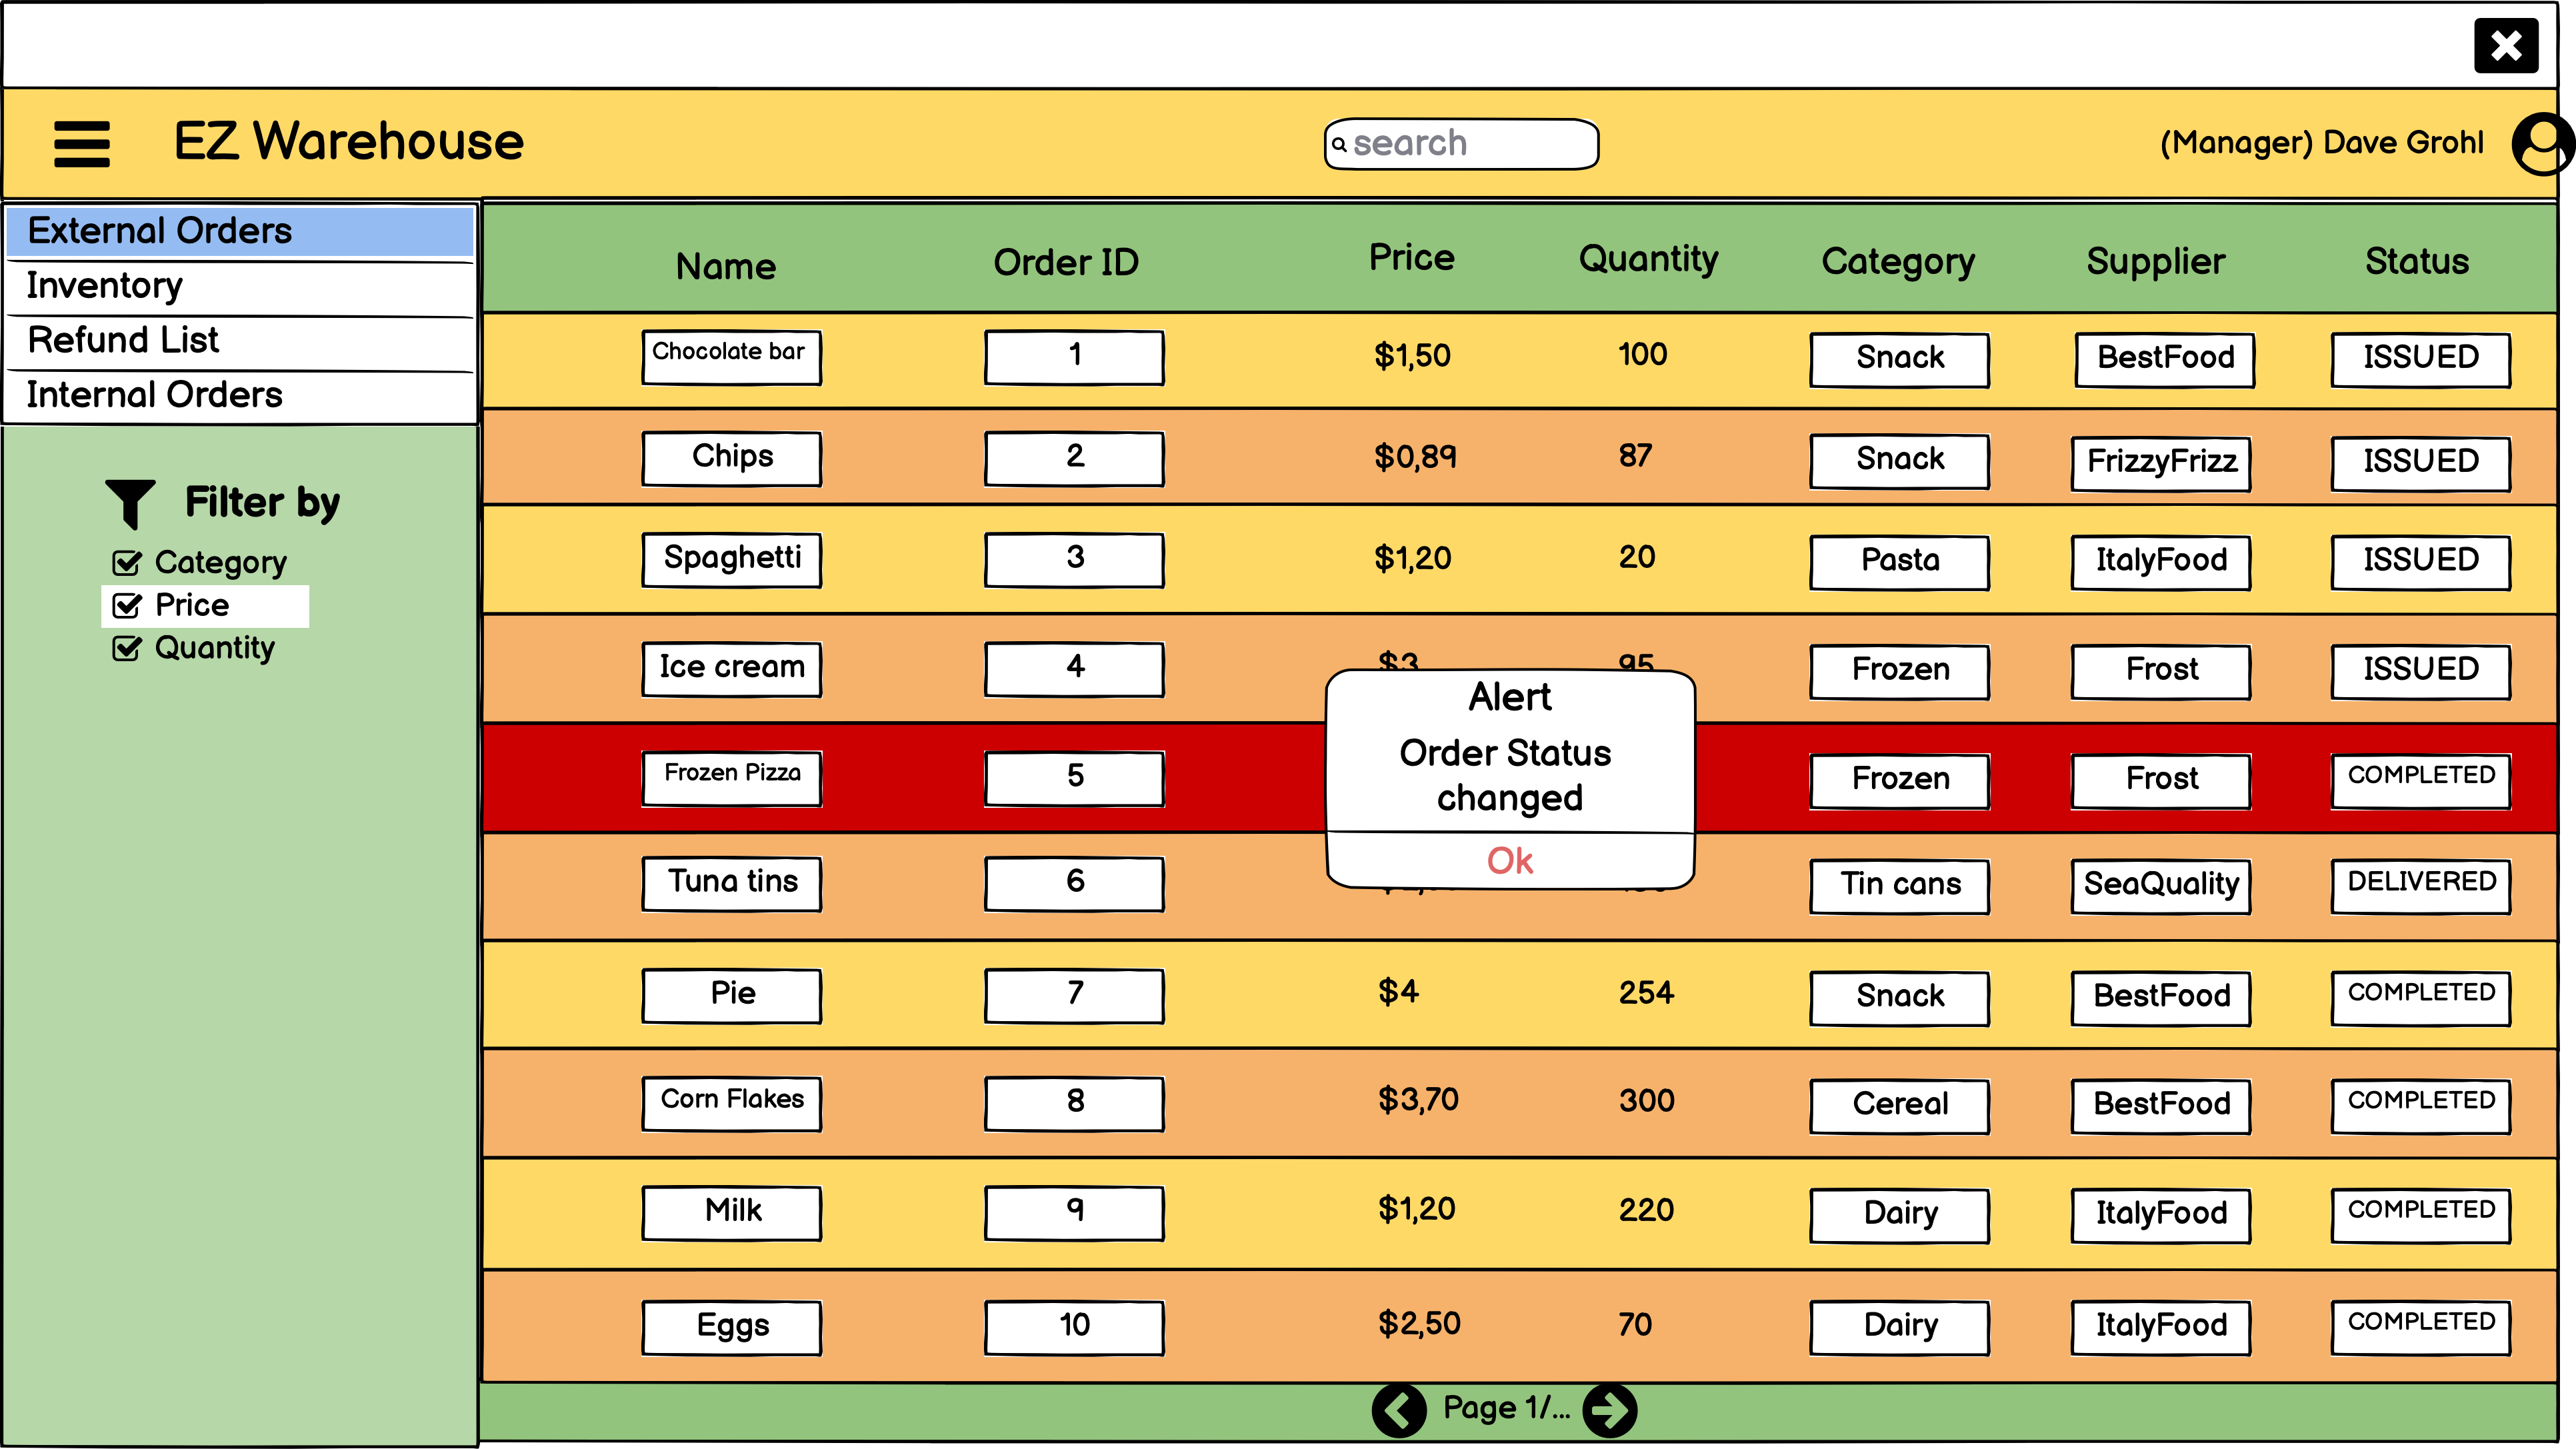 EZ Warehouse
search
(Manager) Dave Grohl
External Orders
Inventory
Refund List
Internal Orders
Filter by
Category
Price
Quantity
Name Order ID Price Quantity Category Supplier Status
Chocolate bar 1 $1,50 100 Snack BestFood ISSUED
Chips 2 $0,89 87 Snack FrizzyFrizz ISSUED
Spaghetti 3 $1,20 20 Pasta ItalyFood ISSUED
Ice cream 4 $3 95 Frozen Frost ISSUED
Frozen Pizza 5 Frozen Frost COMPLETED
Tuna tins 6 Tin cans SeaQuality DELIVERED
Pie 7 $4 254 Snack BestFood COMPLETED
Corn Flakes 8 $3,70 300 Cereal BestFood COMPLETED
Milk 9 $1,20 220 Dairy ItalyFood COMPLETED
Eggs 10 $2,50 70 Dairy ItalyFood COMPLETED
Alert
Order Status
changed
Ok
Page 1/...